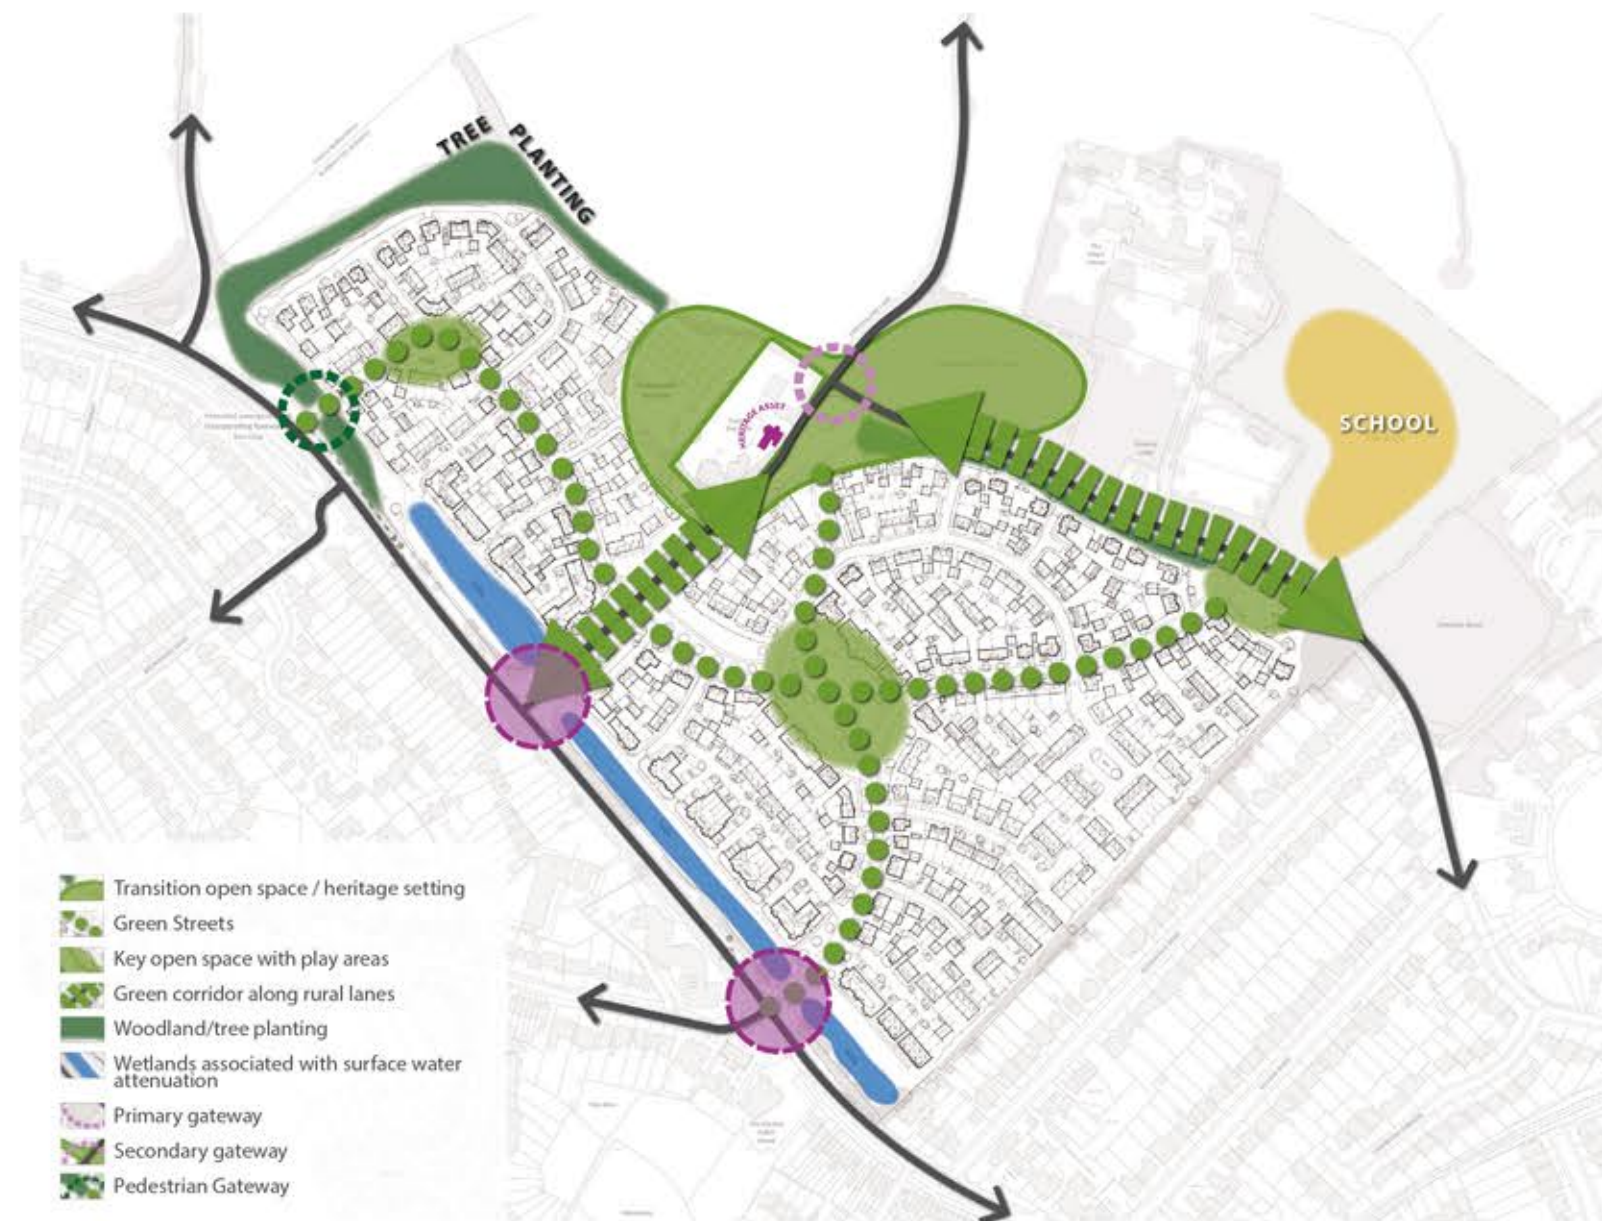 TREE
PLANTING
HERITAGE ASSET
SCHOOL
Transition open space / heritage setting
Green Streets
Key open space with play areas
Green corridor along rural lanes
Woodland/tree planting
Wetlands associated with surface water
attenuation
Primary gateway
Secondary gateway
Pedestrian Gateway